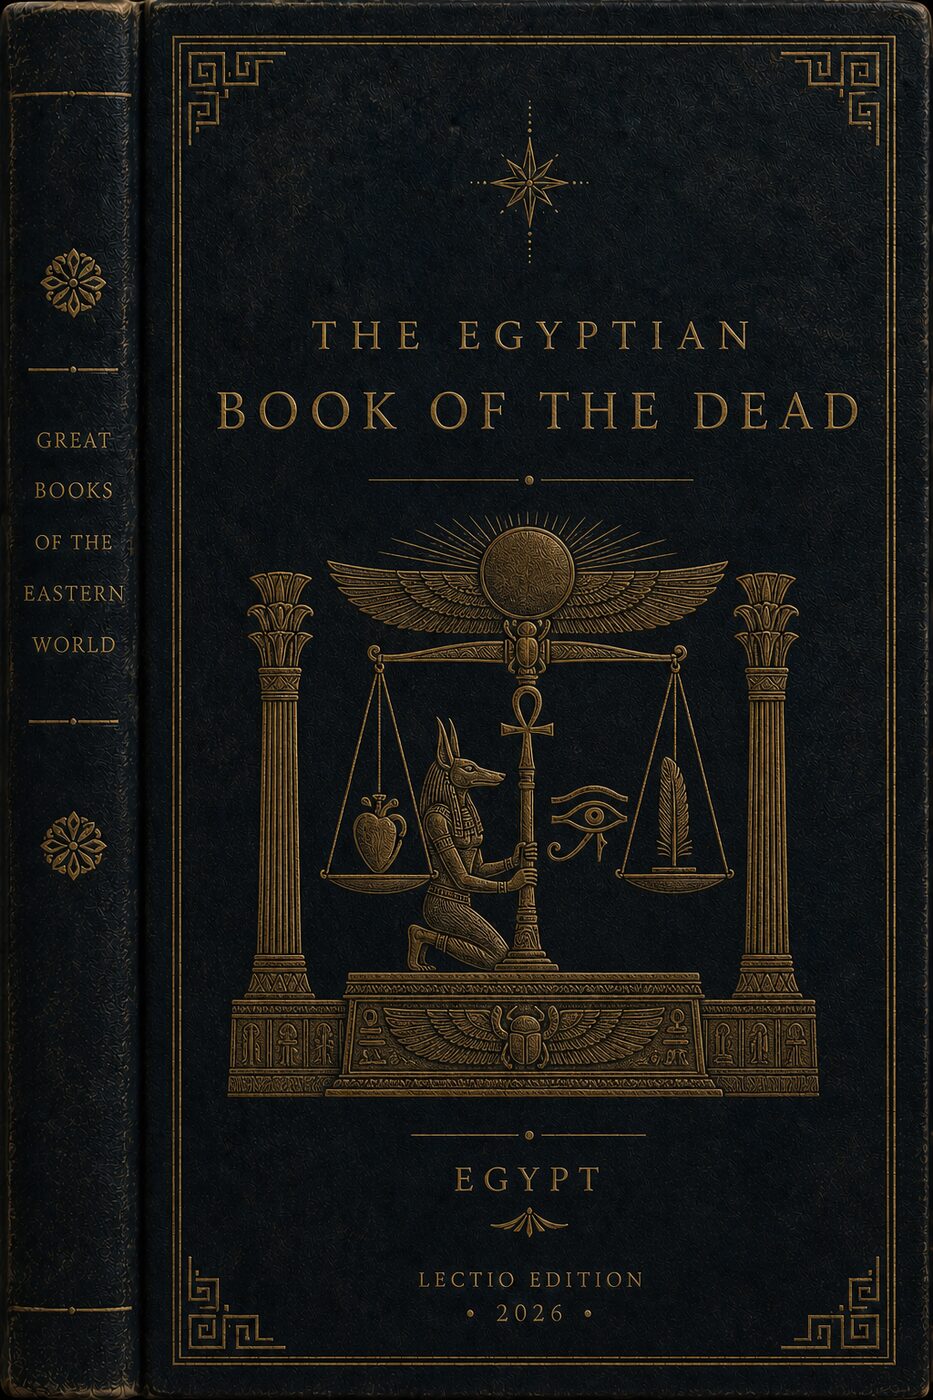 GREAT
BOOKS
OF THE
EASTERN
WORLD
THE EGYPTIAN
BOOK OF THE DEAD
EGYPT
LECTIO EDITION
• 2026 •